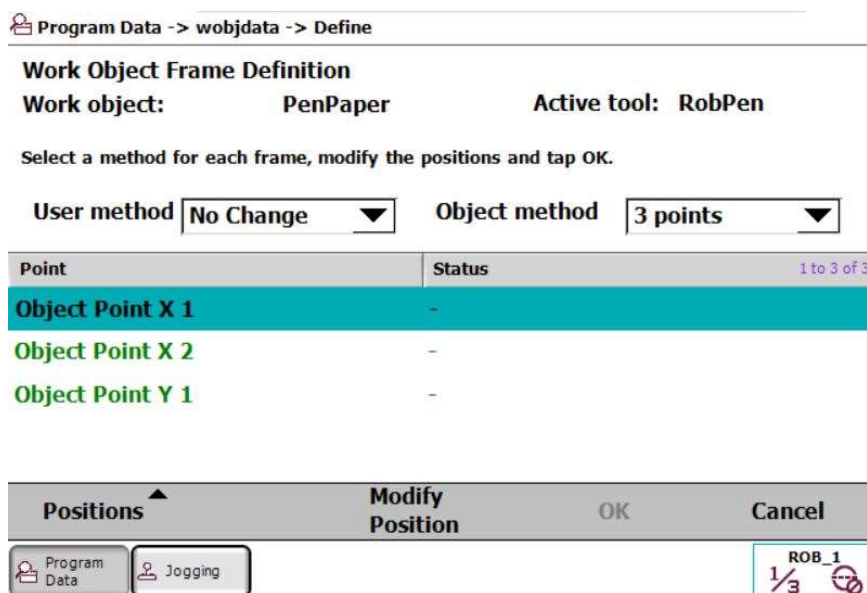 Program Data -> wobjdata -> Define
Work Object Frame Definition
Work object: PenPaper Active tool: RobPen
Select a method for each frame, modify the positions and tap OK.
User method No Change Object method 3 points
Point Status 1 to 3 of 3
Object Point X 1 -
Object Point X 2 -
Object Point Y 1 -
Positions Modify Position OK Cancel
Program Data Jogging ROB_1
1/3